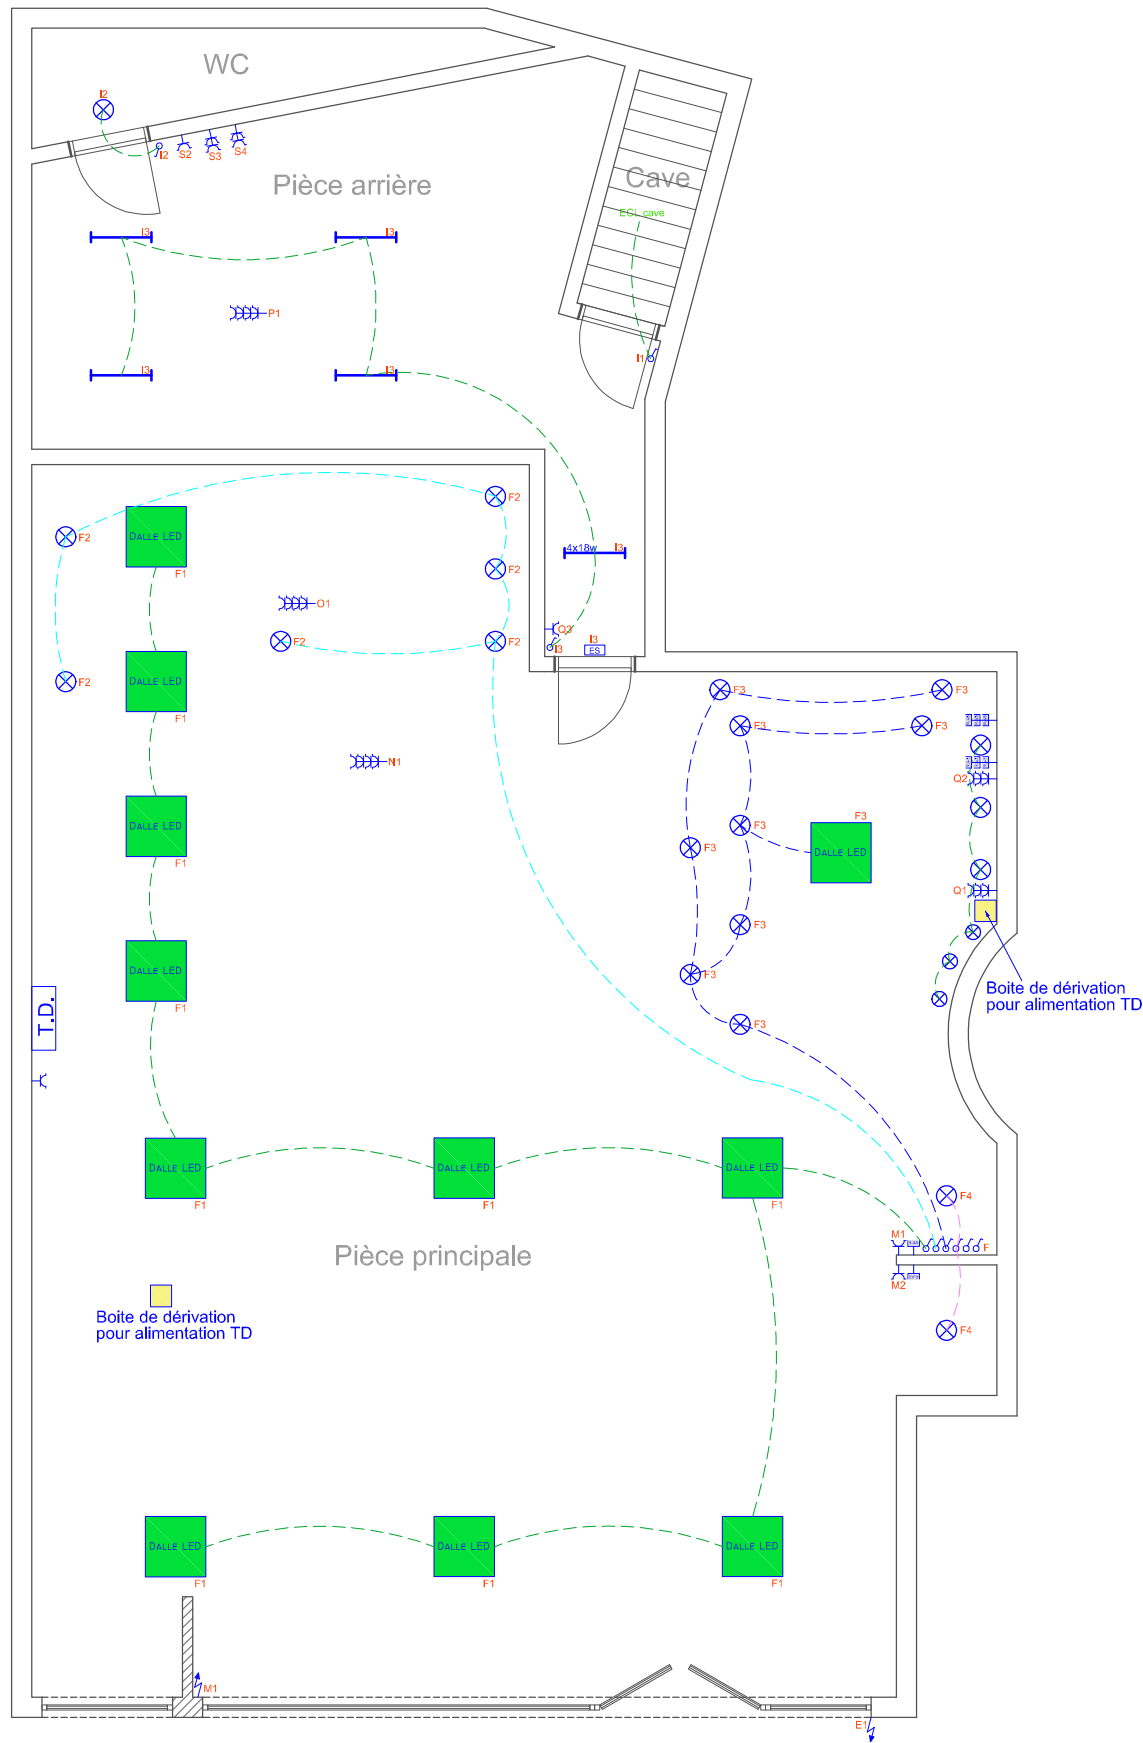 WC
I2
I2
S2
S3
S4
Pièce arrière
Cave
ECL cave
I3
I3
P1
I1
I3
I3
F2
F2
DALLE LED
F1
4x18w
I3
F2
O1
Q3
F2
F2
I3
I3
ES
F2
DALLE LED
F1
F3
F3
F3
F3
N1
Q2
DALLE LED
F1
F3
F3
F3
DALLE LED
Q1
F3
DALLE LED
F1
F3
Boite de dérivation
pour alimentation TD
T.D.
F3
DALLE LED
F1
DALLE LED
F1
DALLE LED
F1
F4
M1
F
Pièce principale
M2
Boite de dérivation
pour alimentation TD
F4
DALLE LED
F1
DALLE LED
F1
DALLE LED
F1
M1
E1